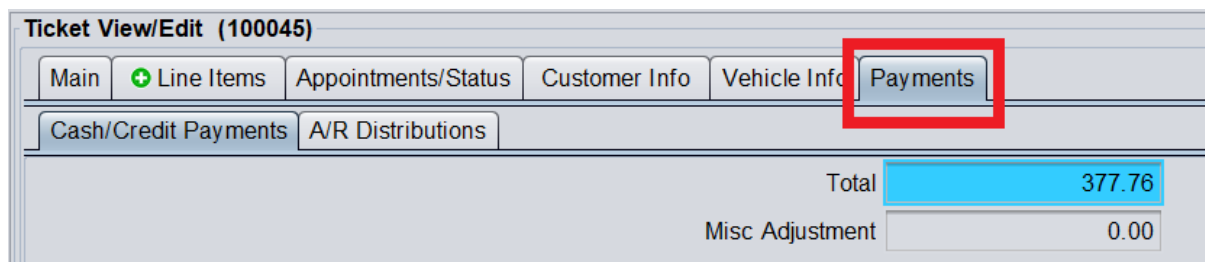 Ticket View/Edit (100045)
Main Line Items Appointments/Status Customer Info Vehicle Info Payments
Cash/Credit Payments A/R Distributions
Total 377.76
Misc Adjustment 0.00